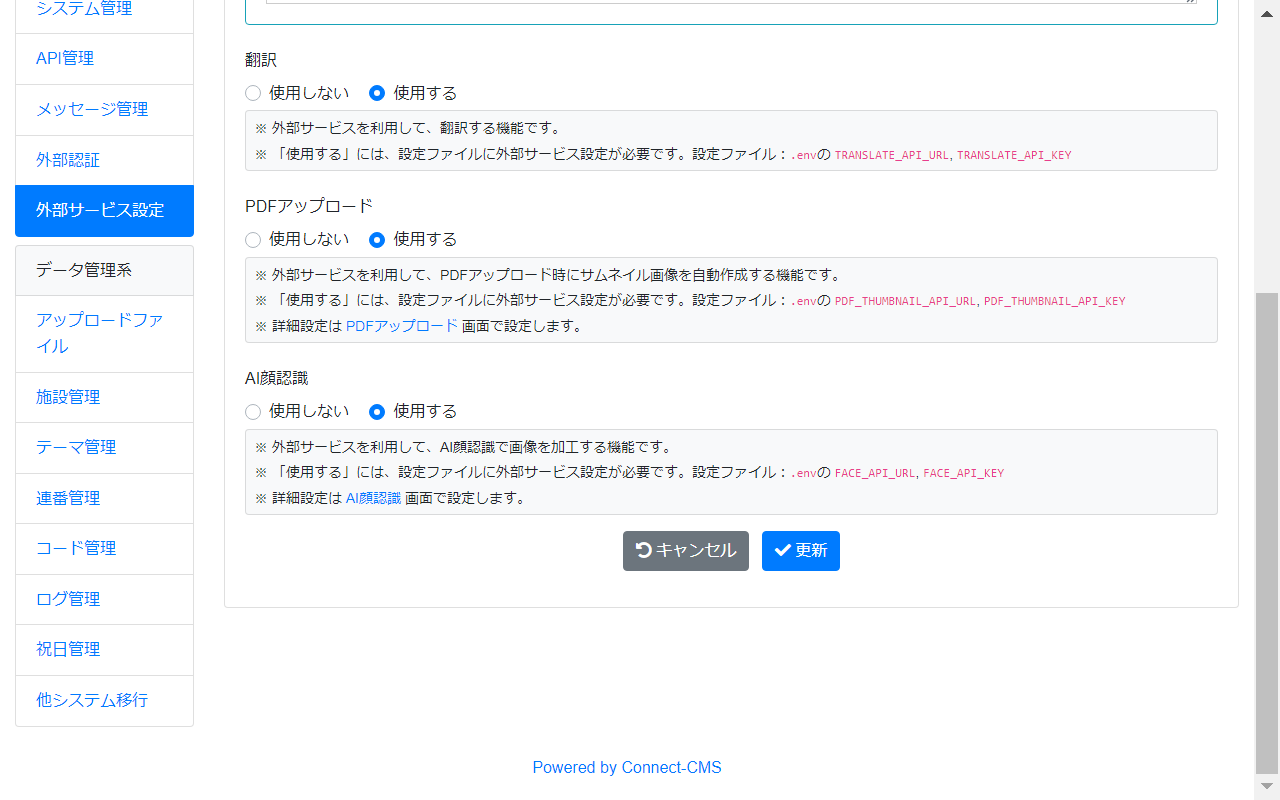 システム管理
API管理
メッセージ管理
外部認証
外部サービス設定
データ管理系
アップロードファ
イル
施設管理
テーマ管理
連番管理
コード管理
ログ管理
祝日管理
他システム移行
翻訳
使用しない 使用する
※ 外部サービスを利用して、翻訳する機能です。
※ 「使用する」には、設定ファイルに外部サービス設定が必要です。設定ファイル：.envの TRANSLATE_API_URL, TRANSLATE_API_KEY
PDFアップロード
使用しない 使用する
※ 外部サービスを利用して、PDFアップロード時にサムネイル画像を自動作成する機能です。
※ 「使用する」には、設定ファイルに外部サービス設定が必要です。設定ファイル：.envの PDF_THUMBNAIL_API_URL, PDF_THUMBNAIL_API_KEY
※ 詳細設定は PDFアップロード 画面で設定します。
AI顔認識
使用しない 使用する
※ 外部サービスを利用して、AI顔認識で画像を加工する機能です。
※ 「使用する」には、設定ファイルに外部サービス設定が必要です。設定ファイル：.envの FACE_API_URL, FACE_API_KEY
※ 詳細設定は AI顔認識 画面で設定します。
キャンセル 更新
Powered by Connect-CMS